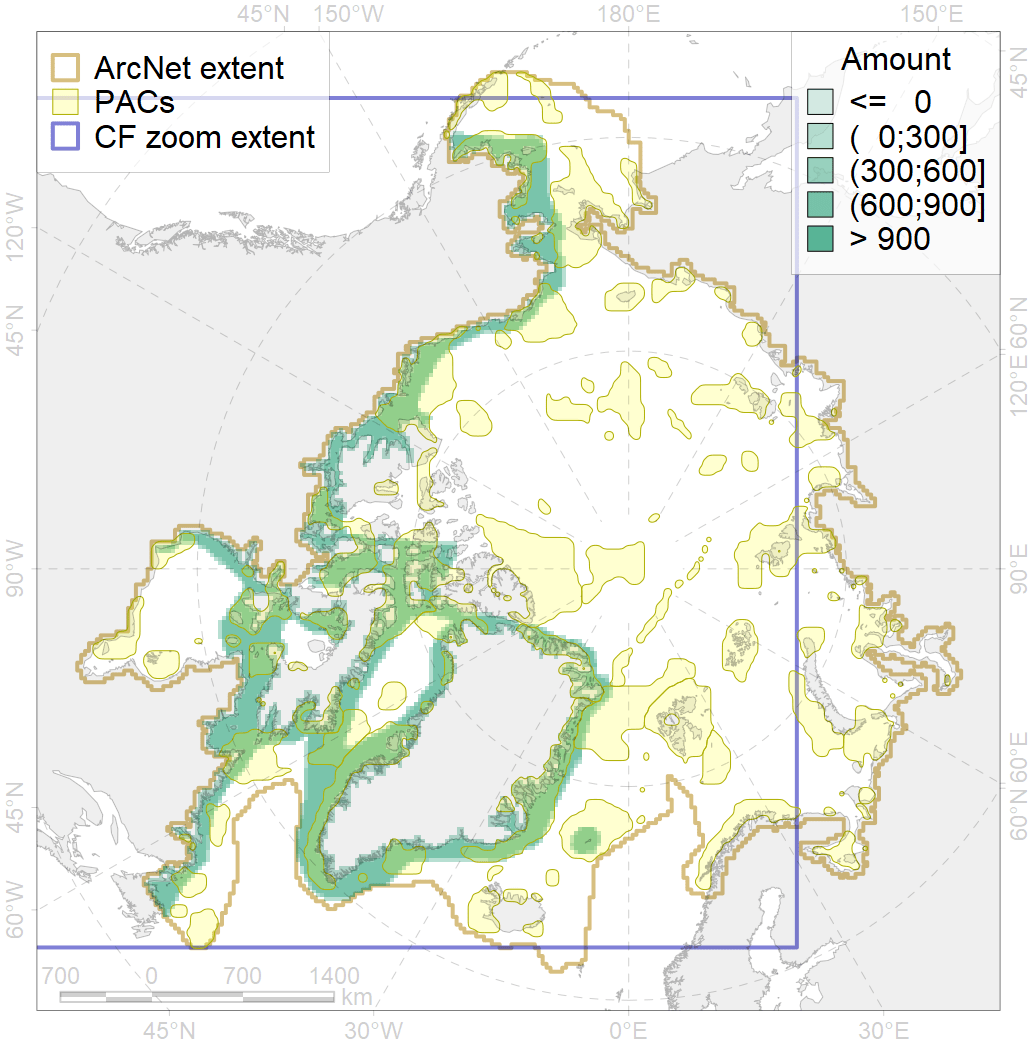 45°N 150°W 180°E 150°E
ArcNet extent
PACs
CF zoom extent
Amount
<= 0
( 0;300]
(300;600]
(600;900]
> 900
45°N
120°W
45°N
60°N
120°E
90°W
90°E
60°E
45°N
60°N
60°W
700 0 700 1400
km
45°N 30°W 0°E 30°E